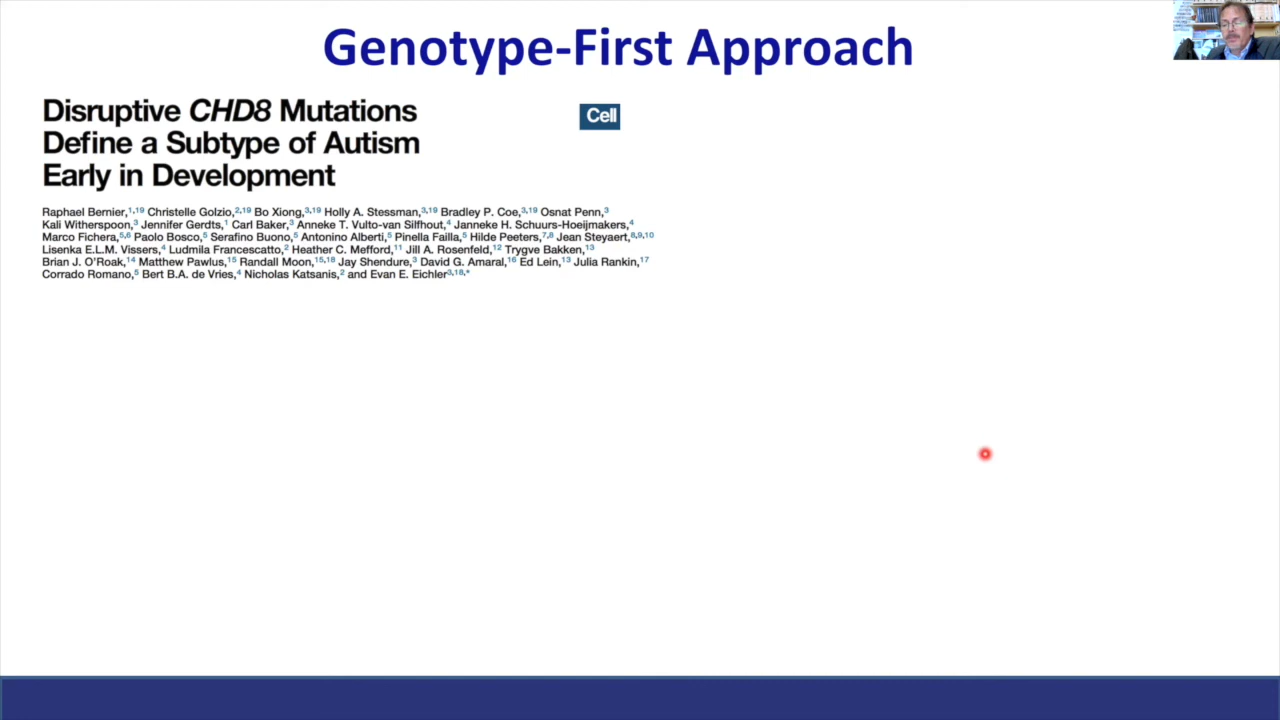 Genotype-First Approach
Disruptive CHD8 Mutations
Define a Subtype of Autism
Early in Development
Cell
Raphael Bernier,1,19 Christelle Golzio,2,19 Bo Xiong,3,19 Holly A. Stessman,3,19 Bradley P. Coe,3,19 Osnat Penn,3
Kali Witherspoon,3 Jennifer Gerdts,1 Carl Baker,3 Anneke T. Vulto-van Silfhout,4 Janneke H. Schuurs-Hoeijmakers,4
Marco Fichera,5,6 Paolo Bosco,5 Serafino Buono,5 Antonino Alberti,5 Pinella Failla,5 Hilde Peeters,7,8 Jean Steyaert,8,9,10
Lisenka E.L.M. Vissers,4 Ludmila Francescatto,2 Heather C. Mefford,11 Jill A. Rosenfeld,12 Trygve Bakken,13
Brian J. O'Roak,14 Matthew Pawlus,15 Randall Moon,15,18 Jay Shendure,3 David G. Amaral,16 Ed Lein,13 Julia Rankin,17
Corrado Romano,5 Bert B.A. de Vries,4 Nicholas Katsanis,2 and Evan E. Eichler3,18,*